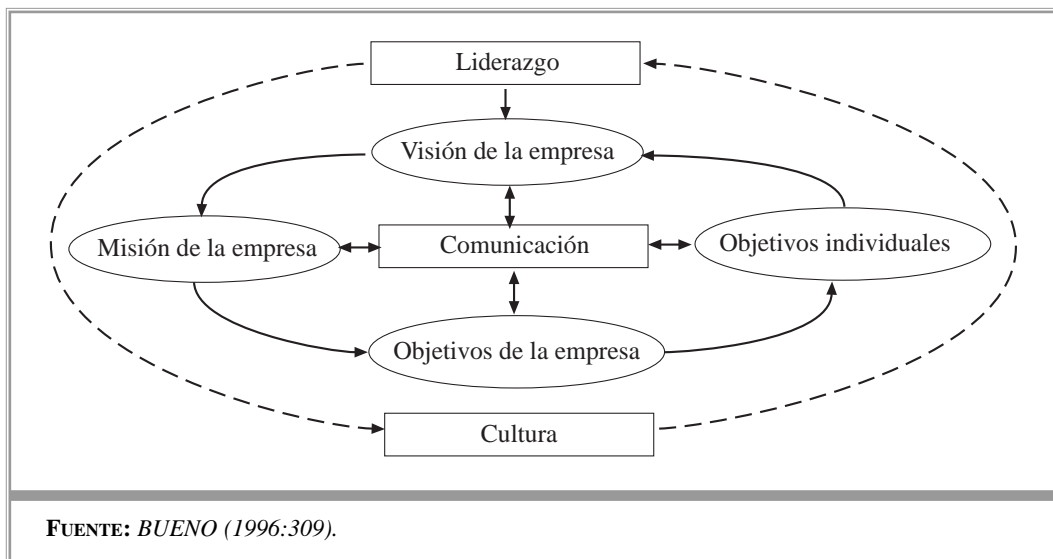 Liderazgo
Visión de la empresa
Misión de la empresa
Comunicación
Objetivos individuales
Objetivos de la empresa
Cultura
FUENTE: BUENO (1996:309).